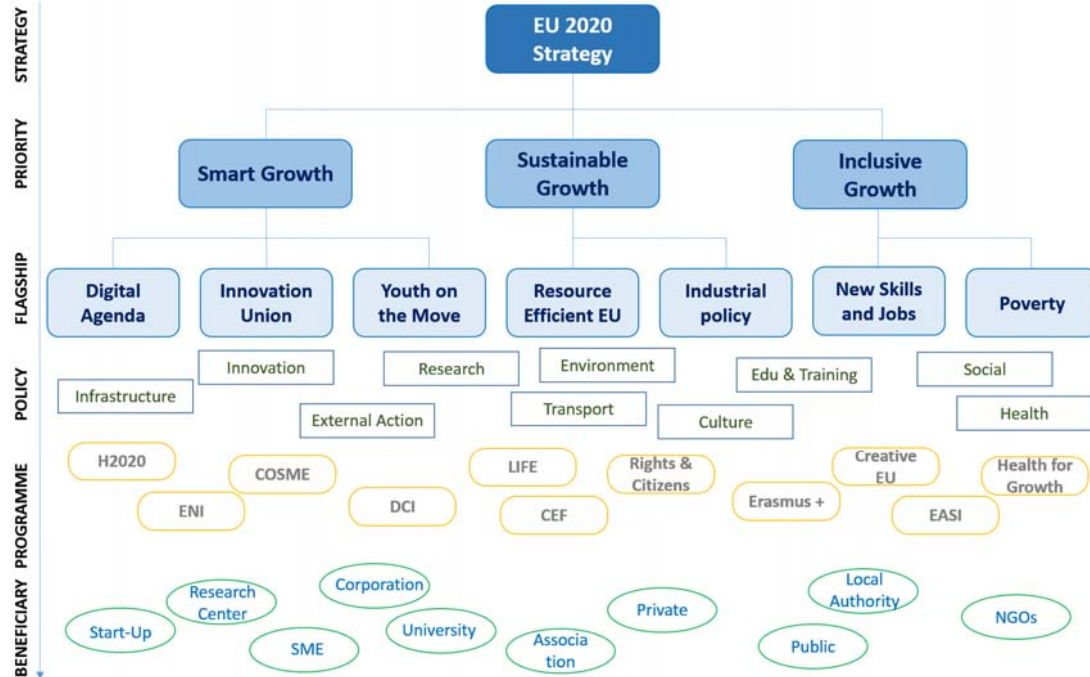 STRATEGY
EU 2020
Strategy
PRIORITY
Smart Growth
Sustainable
Growth
Inclusive
Growth
FLAGSHIP
Digital
Agenda
Innovation
Union
Youth on
the Move
Resource
Efficient EU
Industrial
policy
New Skills
and Jobs
Poverty
POLICY
Infrastructure
Innovation
External Action
Research
Environment
Transport
Culture
Edu & Training
Social
Health
PROGRAMME
H2020
ENI
COSME
DCI
LIFE
CEF
Rights &
Citizens
Erasmus +
Creative
EU
EASI
Health for
Growth
BENEFICIARY
Start-Up
Research
Center
SME
Corporation
University
Associa
tion
Private
Public
Local
Authority
NGOs